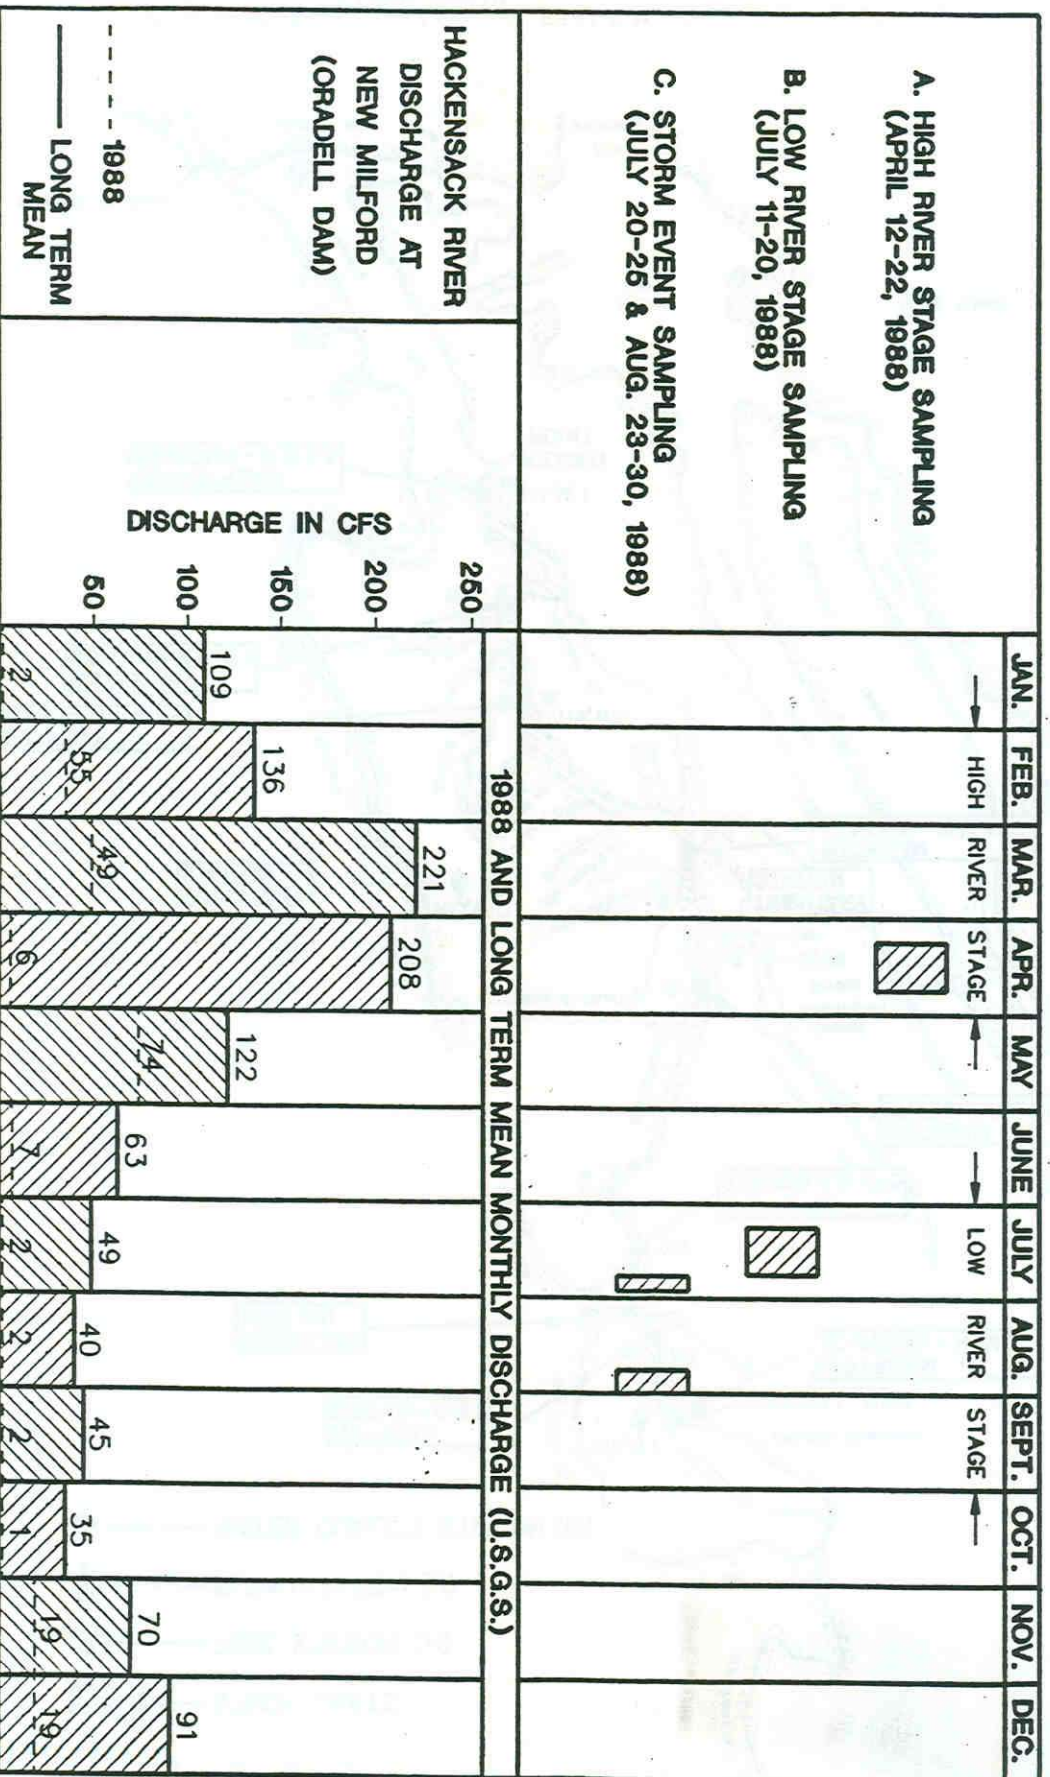 JAN. FEB. MAR. APR. MAY JUNE JULY AUG. SEPT. OCT. NOV. DEC.
HIGH RIVER STAGE LOW RIVER STAGE
A. HIGH RIVER STAGE SAMPLING
(APRIL 12-22, 1988)
B. LOW RIVER STAGE SAMPLING
(JULY 11-20, 1988)
C. STORM EVENT SAMPLING
(JULY 20-25 & AUG. 23-30, 1988)
1988 AND LONG TERM MEAN MONTHLY DISCHARGE (U.S.G.S.)
HACKENSACK RIVER
DISCHARGE AT
NEW MILFORD
(ORADELL DAM)
1988
LONG TERM
MEAN
DISCHARGE IN CFS
250
200
150
100
50
109 136 221 208 122 63 49 40 45 35 70 91
2 55 49 6 74 7 2 2 2 1 19 19